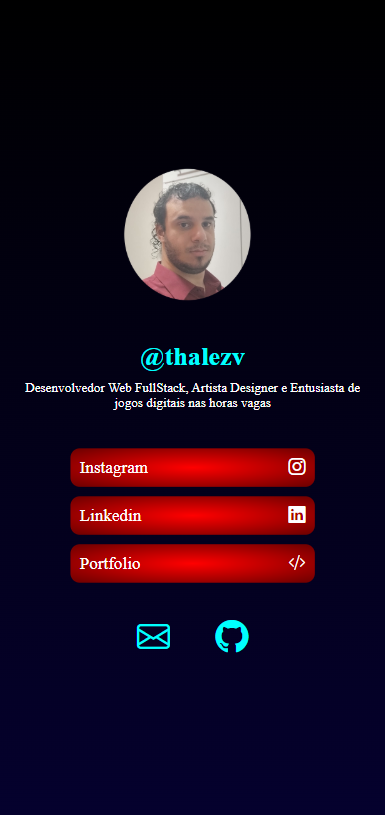 @thalezv
Desenvolvedor Web FullStack, Artista Designer e Entusiasta de
jogos digitais nas horas vagas
Instagram
Linkedin
Portfolio